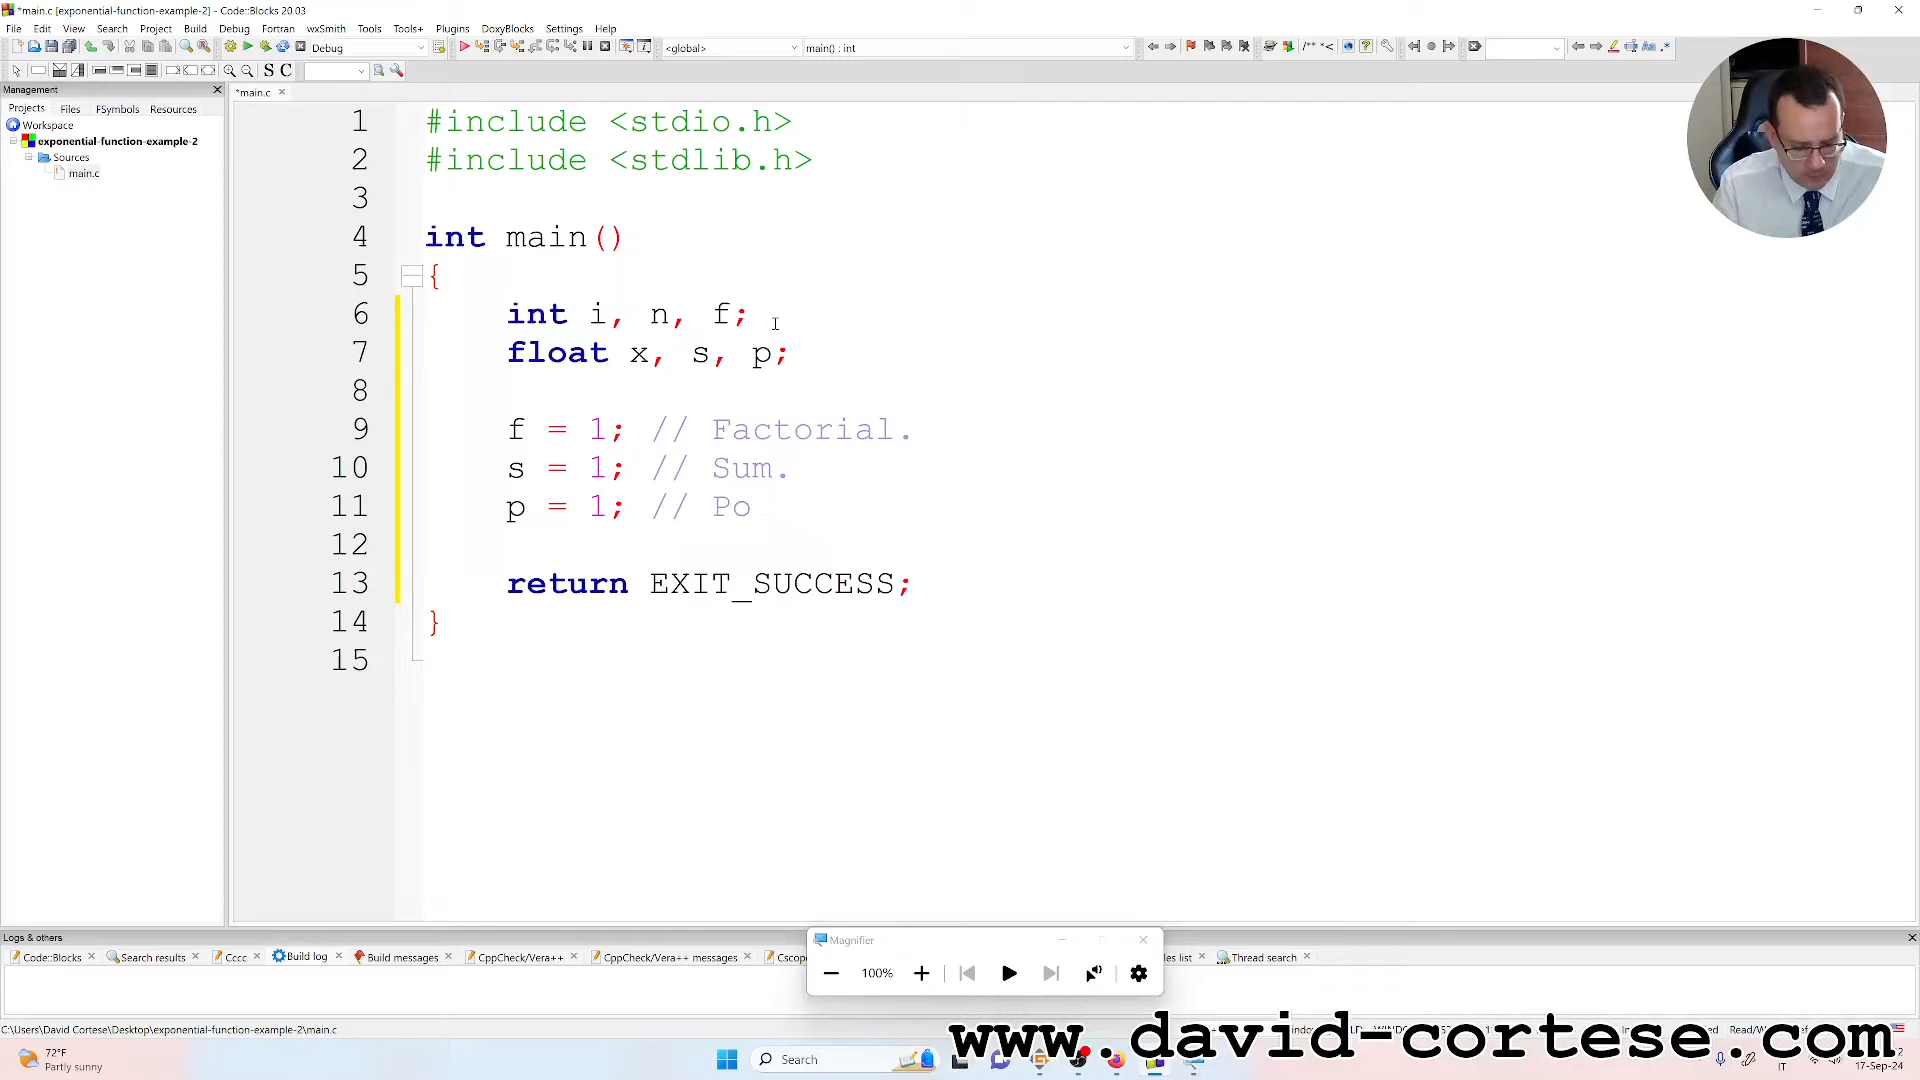 *main.c [exponential-function-example-2] - Code::Blocks 20.03
File Edit View Search Project Build Debug Fortran wxSmith Tools Tools+ Plugins DoxyBlocks Settings Help
Debug <global> main() : int
S C
Management
Projects Files FSymbols Resources
Workspace
exponential-function-example-2
Sources
main.c
*main.c
1 #include <stdio.h>
2 #include <stdlib.h>
3
4 int main()
5 {
6 int i, n, f;
7 float x, s, p;
8
9 f = 1; // Factorial.
10 s = 1; // Sum.
11 p = 1; // Po
12
13 return EXIT_SUCCESS;
14 }
15
Logs & others
Code::Blocks Search results Cccc Build log Build messages CppCheck/Vera++ CppCheck/Vera++ messages Cscope les list Thread search
Magnifier
100%
C:\Users\David Cortese\Desktop\exponential-function-example-2\main.c
www.david-cortese.com
72°F
Partly sunny
Search
IT
17-Sep-24